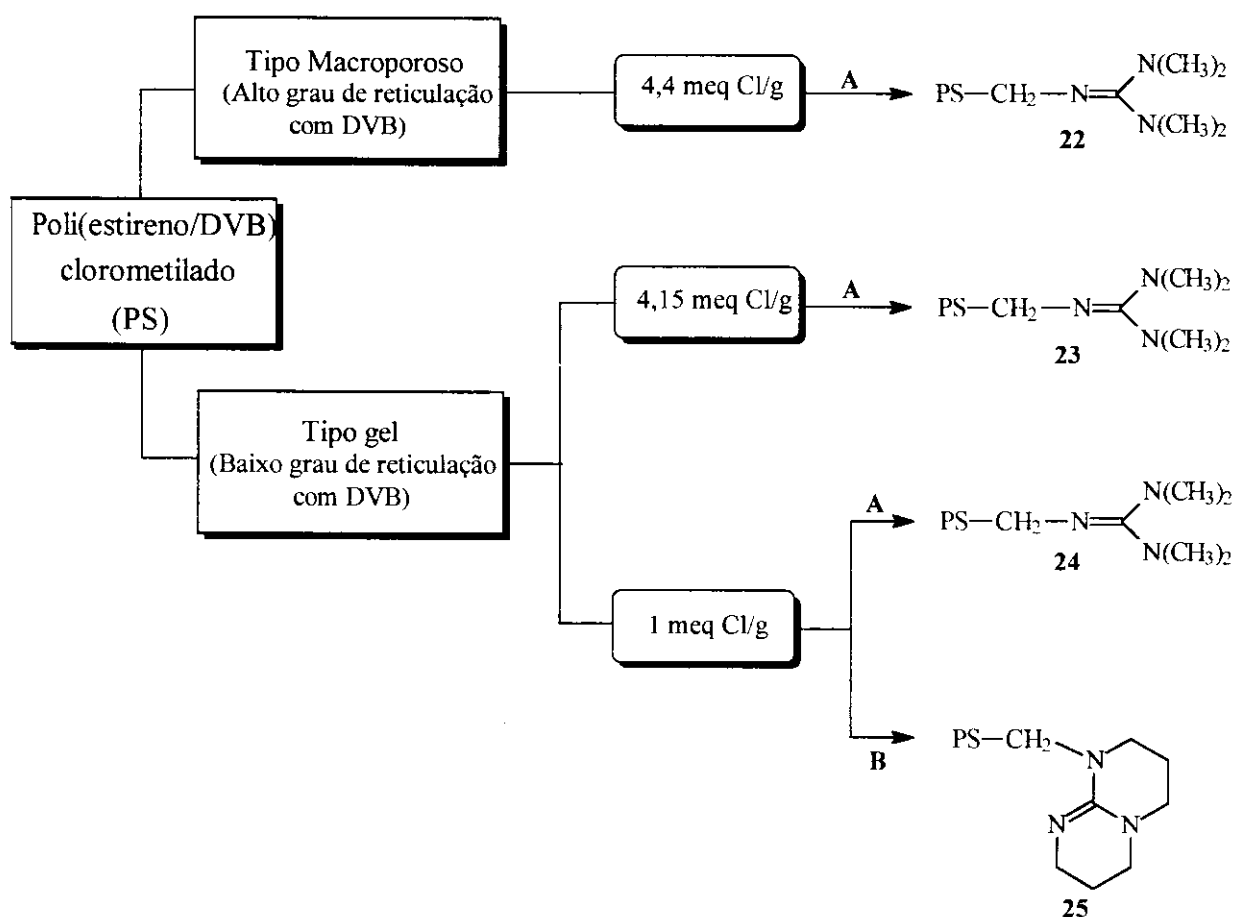 Tipo Macroporoso
(Alto grau de reticulação
com DVB)
4,4 meq Cl/g
A
PS—CH2—N=C
N(CH3)2
N(CH3)2
22
Poli(estireno/DVB)
clorometilado
(PS)
4,15 meq Cl/g
A
PS—CH2—N=C
N(CH3)2
N(CH3)2
23
Tipo gel
(Baixo grau de reticulação
com DVB)
1 meq Cl/g
A
PS—CH2—N=C
N(CH3)2
N(CH3)2
24
B
PS—CH2
N
N
N
25